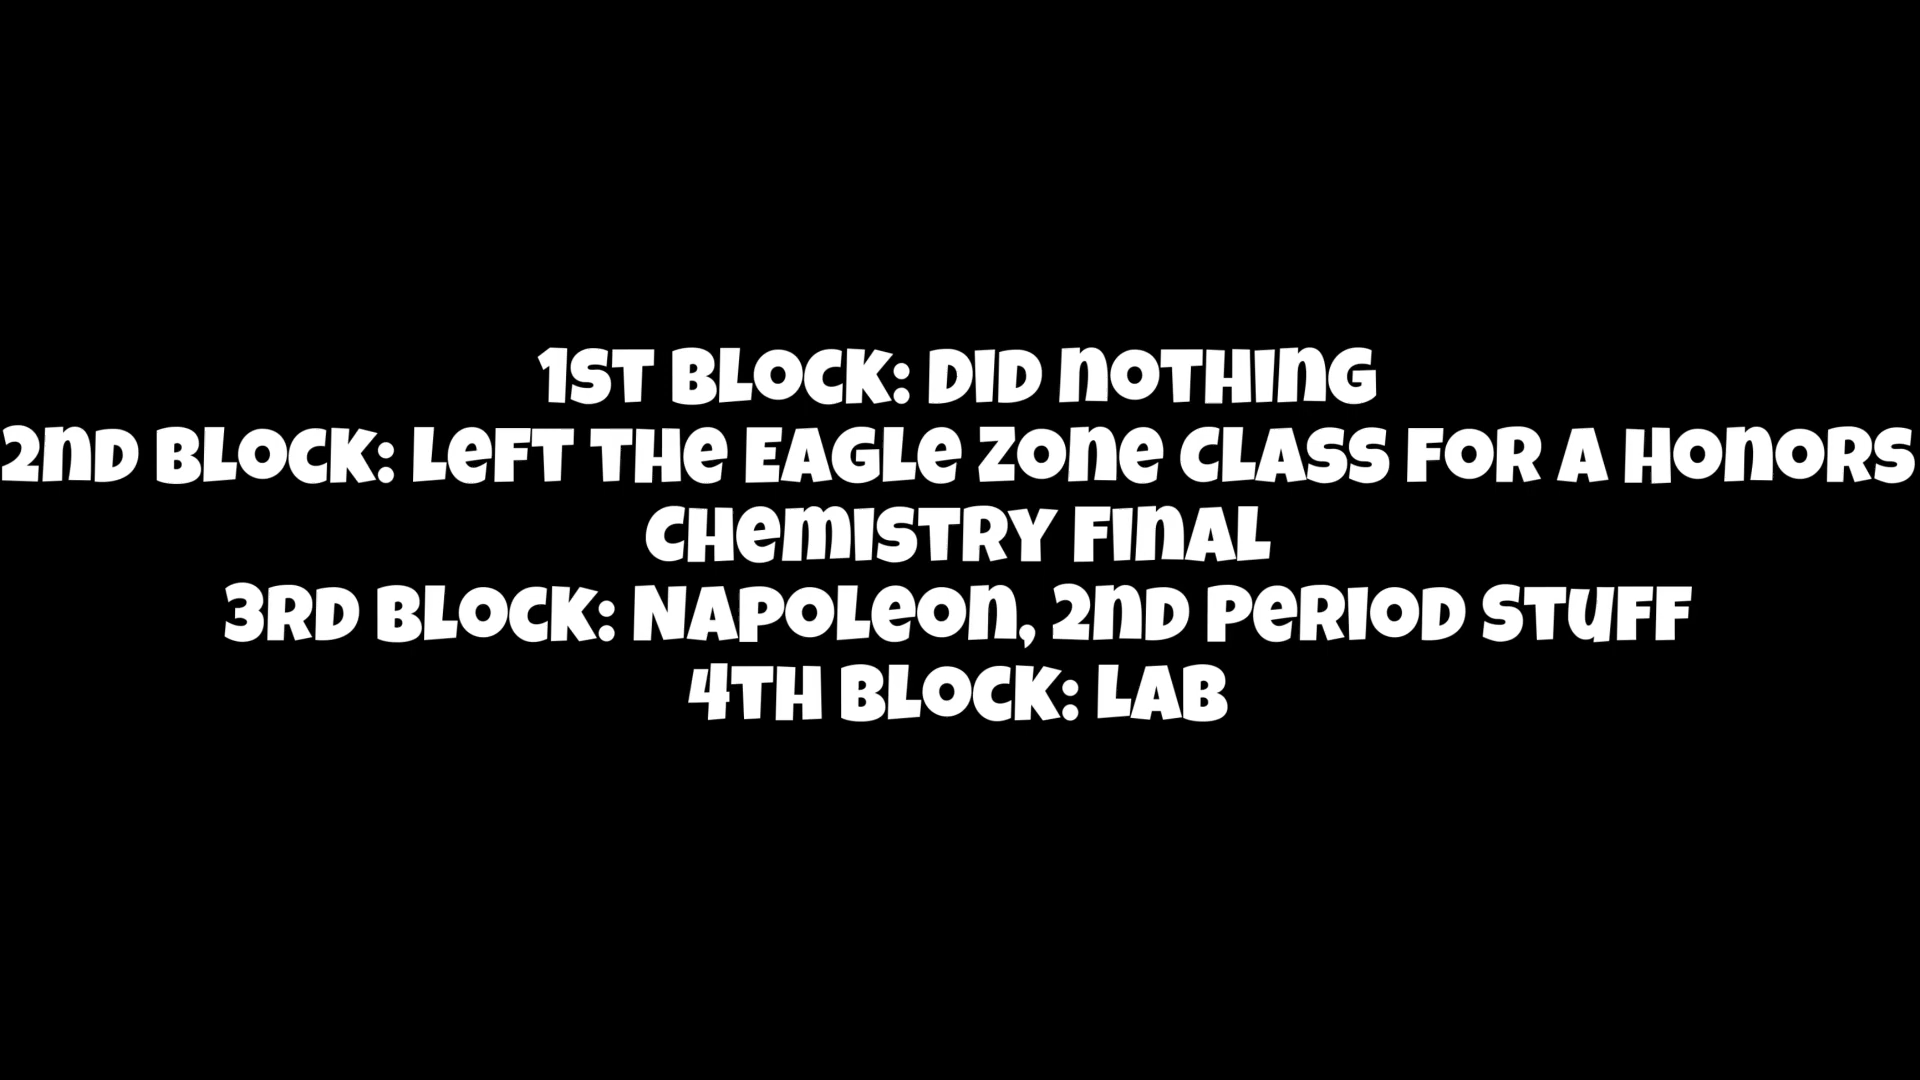 1st Block: Did nothing
2nd Block: Left the Eagle Zone class for a Honors
Chemistry Final
3rd Block: Napoleon, 2nd Period Stuff
4th Block: Lab